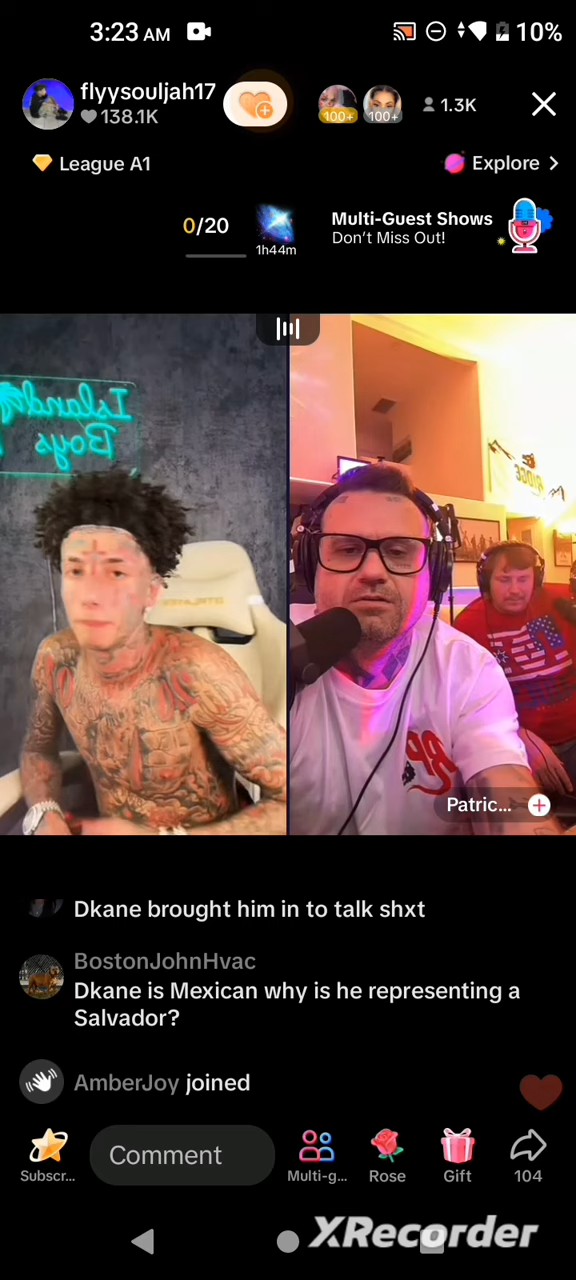 3:23 AM
10%
flyysouljah17
138.1K
100+
100+
1.3K
League A1
Explore >
0/20
1h44m
Multi-Guest Shows
Don't Miss Out!
Island
Boys
RIDGE
Patric...
Dkane brought him in to talk shxt
BostonJohnHvac
Dkane is Mexican why is he representing a
Salvador?
AmberJoy joined
Subscr...
Comment
Multi-g...
Rose
Gift
104
XRecorder